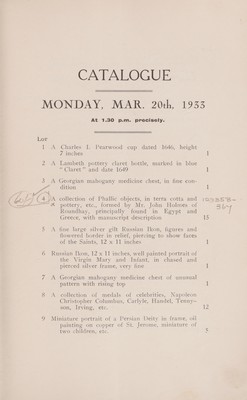 CATALOGUE
MONDAY, MAR. 20th, 1933
At 1.30 p.m. precisely.
Lot
1 A Charles I. Pearwood cup dated 1646, height
7 inches 1
2 A Lambeth pottery claret bottle, marked in blue
"Claret" and date 1649 1
3 A Georgian mahogany medicine chest, in fine con-
dition 1
4 A collection of Phallic objects, in terra cotta and
pottery, etc., formed by Mr. John Holrom of
Roundhay, principally found in Egypt and
Greece, with manuscript description 15
5 A fine large silver gilt Russian Ikon, figures and
flowered border in relief, piercing to show faces
of the Saints, 12 x 11 inches 1
6 Russian Ikon, 12 x 11 inches, well painted portrait of
the Virgin Mary and Infant, in chased and
pierced silver frame, very fine 1
7 A Georgian mahogany medicine chest of unusual
pattern with rising top 1
8 A collection of medals of celebrities, Napoleon
Christopher Columbus, Carlyle, Handel, Tenny-
son, Irving, etc. 12
9 Miniature portrait of a Persian Deity in frame, oil
painting on copper of St. Jerome, miniature of
two children, etc.